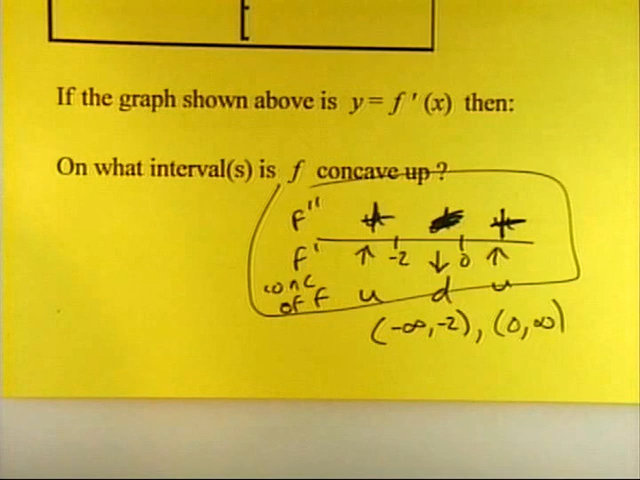 If the graph shown above is y = f ' (x) then:
On what interval(s) is f concave up ?
f" + +
f' ↑ -2 ↓ 0 ↑
conc
of f u d u
(-∞,-2), (0,∞)